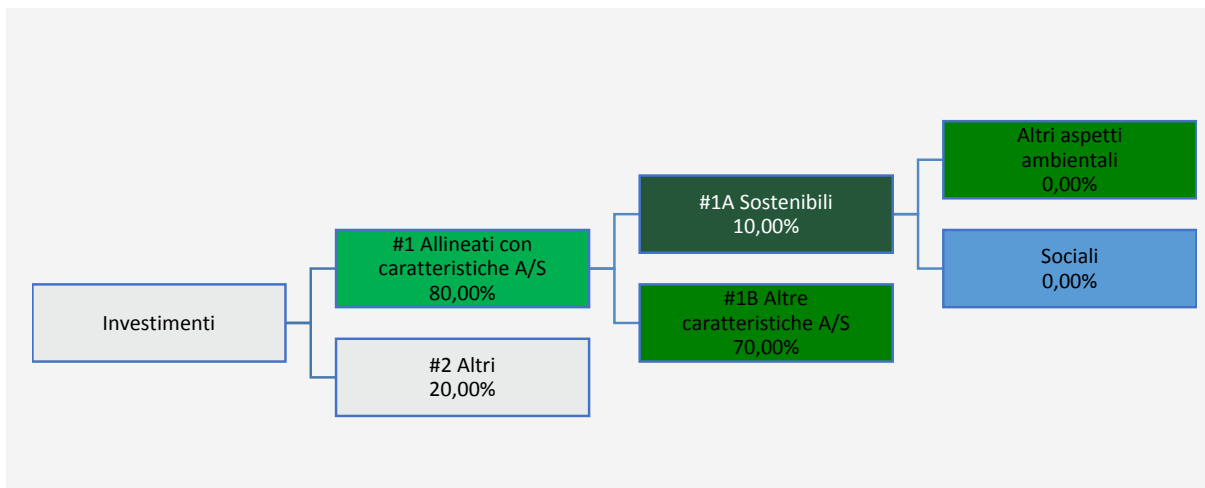 Investimenti
#1 Allineati con
caratteristiche A/S
80,00%
#2 Altri
20,00%
#1A Sostenibili
10,00%
#1B Altre
caratteristiche A/S
70,00%
Altri aspetti
ambientali
0,00%
Sociali
0,00%